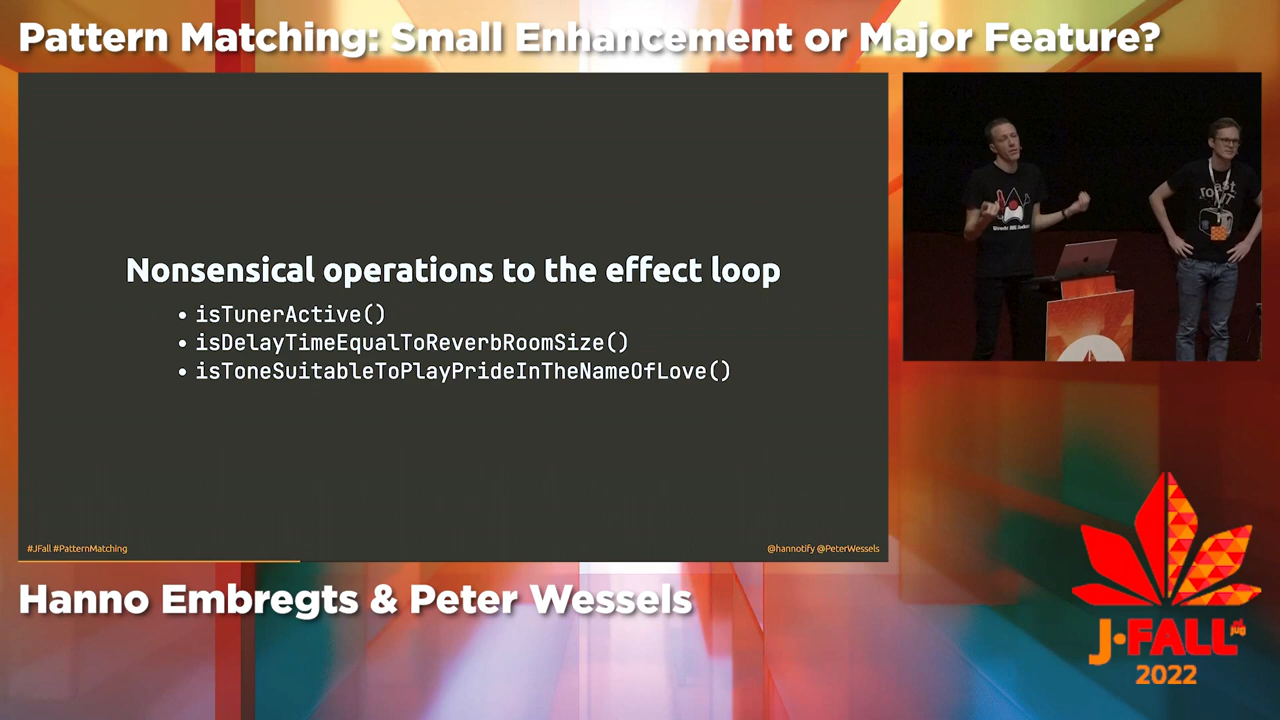 Pattern Matching: Small Enhancement or Major Feature?
Nonsensical operations to the effect loop
• isTunerActive()
• isDelayTimeEqualToReverbRoomSize()
• isToneSuitableToPlayPrideInTheNameOfLove()
#JFall #PatternMatching
@hannotify @PeterWessels
Hanno Embregts & Peter Wessels
J•FALL
nljug
2022